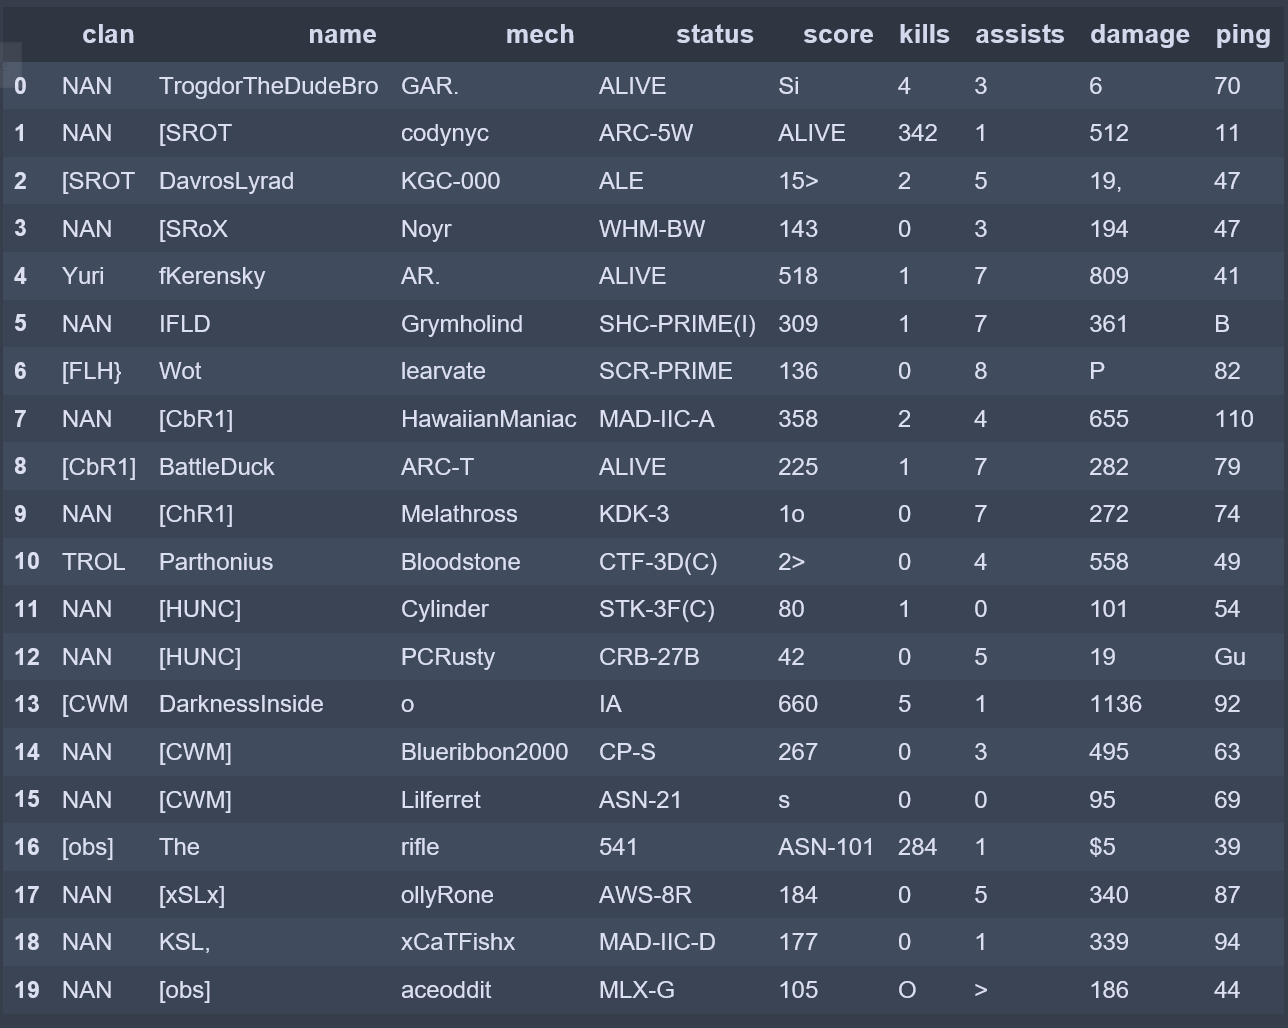 clan name mech status score kills assists damage ping
0 NAN TrogdorTheDudeBro GAR. ALIVE Si 4 3 6 70
1 NAN [SROT codynyc ARC-5W ALIVE 342 1 512 11
2 [SROT DavrosLyrad KGC-000 ALE 15> 2 5 19, 47
3 NAN [SRoX Noyr WHM-BW 143 0 3 194 47
4 Yuri fKerensky AR. ALIVE 518 1 7 809 41
5 NAN IFLD Grymholind SHC-PRIME(I) 309 1 7 361 B
6 [FLH} Wot learvate SCR-PRIME 136 0 8 P 82
7 NAN [CbR1] HawaiianManiac MAD-IIC-A 358 2 4 655 110
8 [CbR1] BattleDuck ARC-T ALIVE 225 1 7 282 79
9 NAN [ChR1] Melathross KDK-3 1o 0 7 272 74
10 TROL Parthonius Bloodstone CTF-3D(C) 2> 0 4 558 49
11 NAN [HUNC] Cylinder STK-3F(C) 80 1 0 101 54
12 NAN [HUNC] PCRusty CRB-27B 42 0 5 19 Gu
13 [CWM DarknessInside o IA 660 5 1 1136 92
14 NAN [CWM] Blueribbon2000 CP-S 267 0 3 495 63
15 NAN [CWM] Lilferret ASN-21 s 0 0 95 69
16 [obs] The rifle 541 ASN-101 284 1 $5 39
17 NAN [xSLx] ollyRone AWS-8R 184 0 5 340 87
18 NAN KSL, xCaTFishx MAD-IIC-D 177 0 1 339 94
19 NAN [obs] aceoddit MLX-G 105 O > 186 44